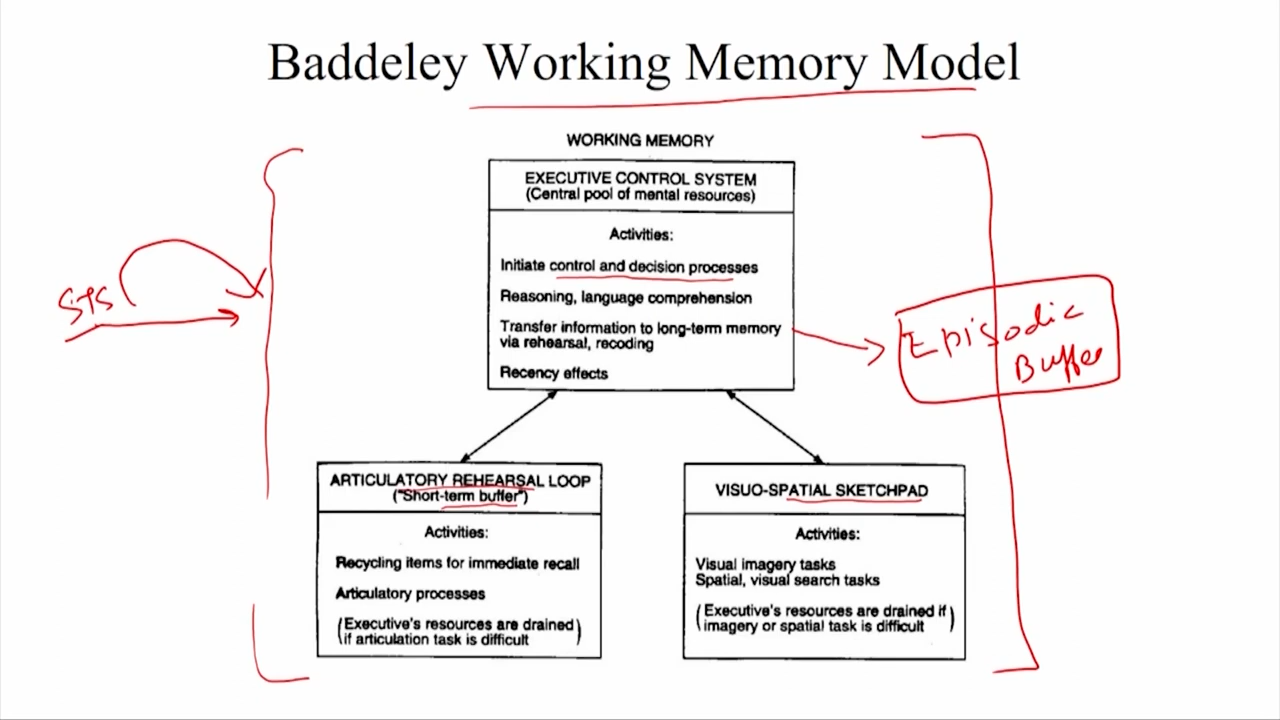 Baddeley Working Memory Model
WORKING MEMORY
EXECUTIVE CONTROL SYSTEM
(Central pool of mental resources)
Activities:
Initiate control and decision processes
Reasoning, language comprehension
Transfer information to long-term memory
via rehearsal, recoding
Recency effects
STS
Episodic
Buffer
ARTICULATORY REHEARSAL LOOP
("Short-term buffer")
Activities:
Recycling items for immediate recall
Articulatory processes
(Executive's resources are drained
if articulation task is difficult)
VISUO-SPATIAL SKETCHPAD
Activities:
Visual imagery tasks
Spatial, visual search tasks
(Executive's resources are drained if
imagery or spatial task is difficult)